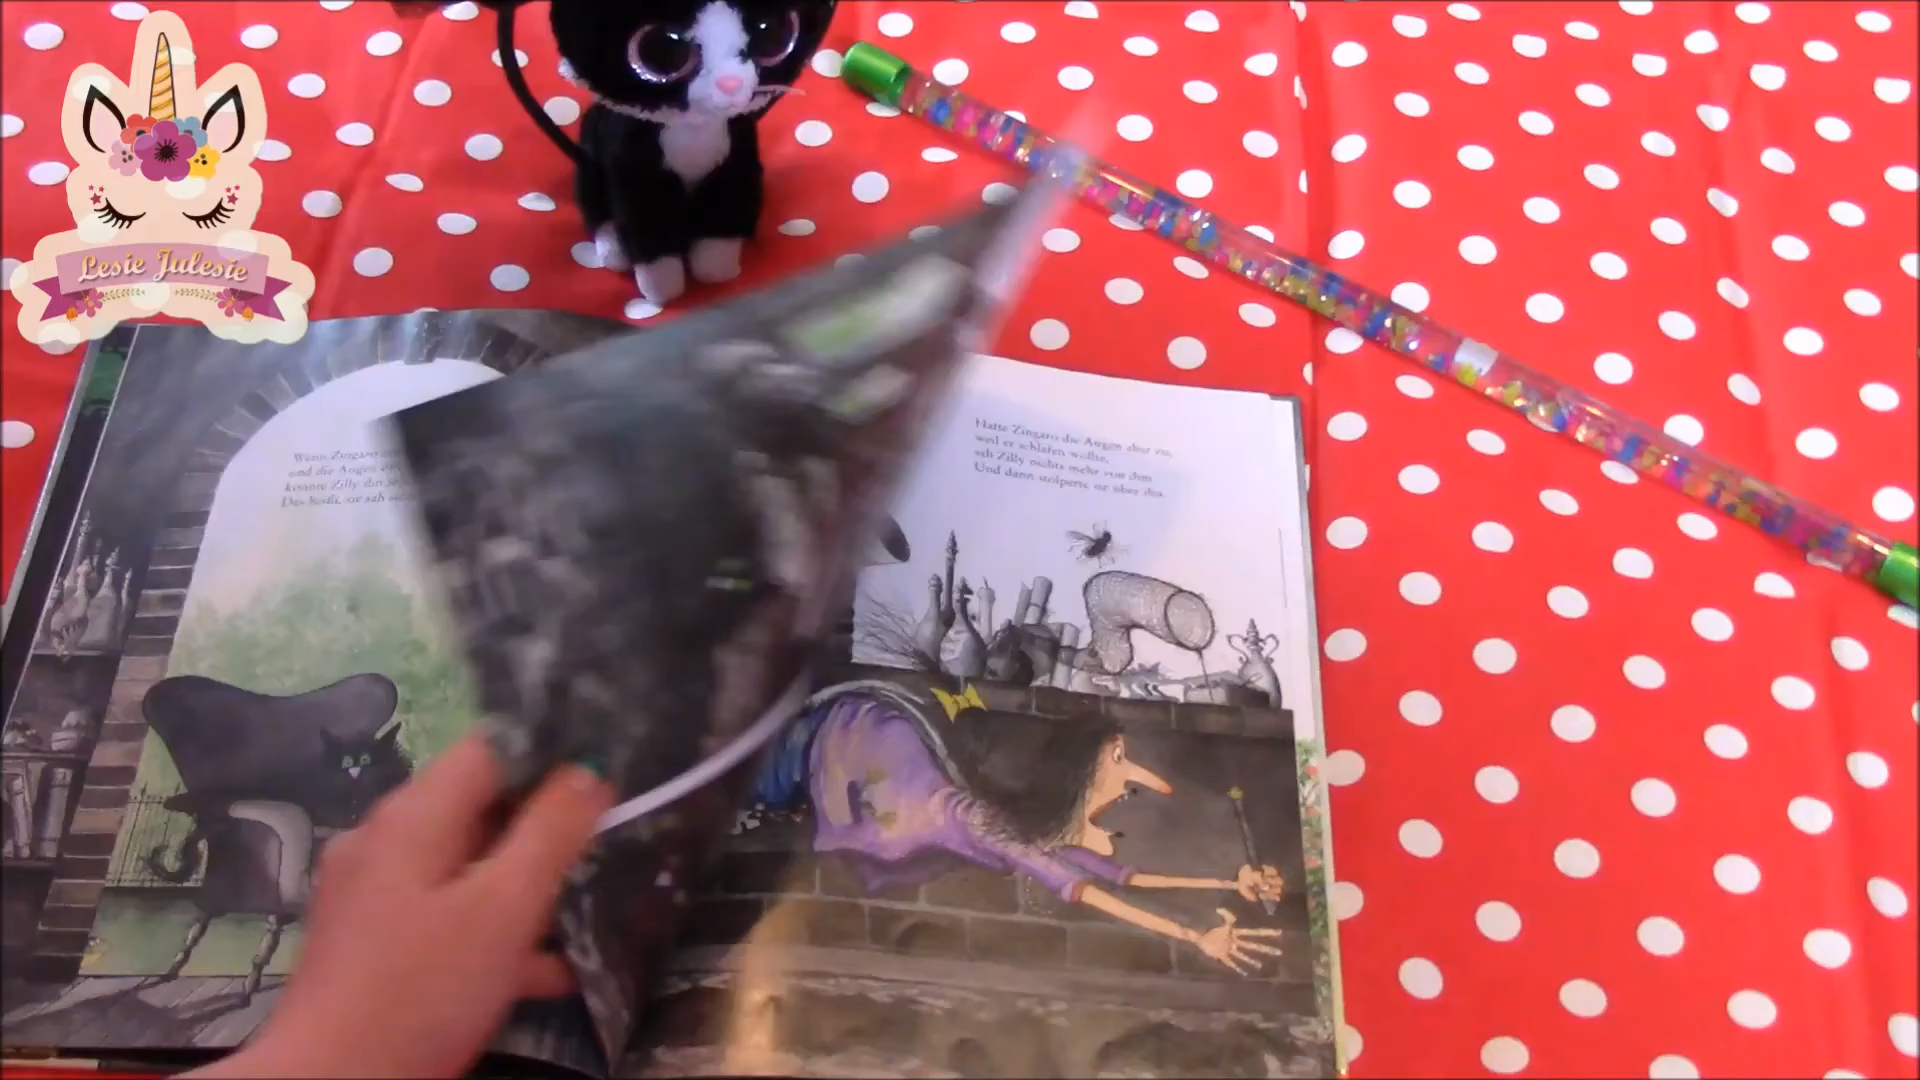 Lesie Julesie
Wenn Zingaro
und die Augen
konnte Zilly ihn
Das heißt, sie sah
Hatte Zingaro die Augen aber zu,
weil er schlafen wollte,
sah Zilly nichts mehr von ihm.
Und dann stolperte sie über ihn.